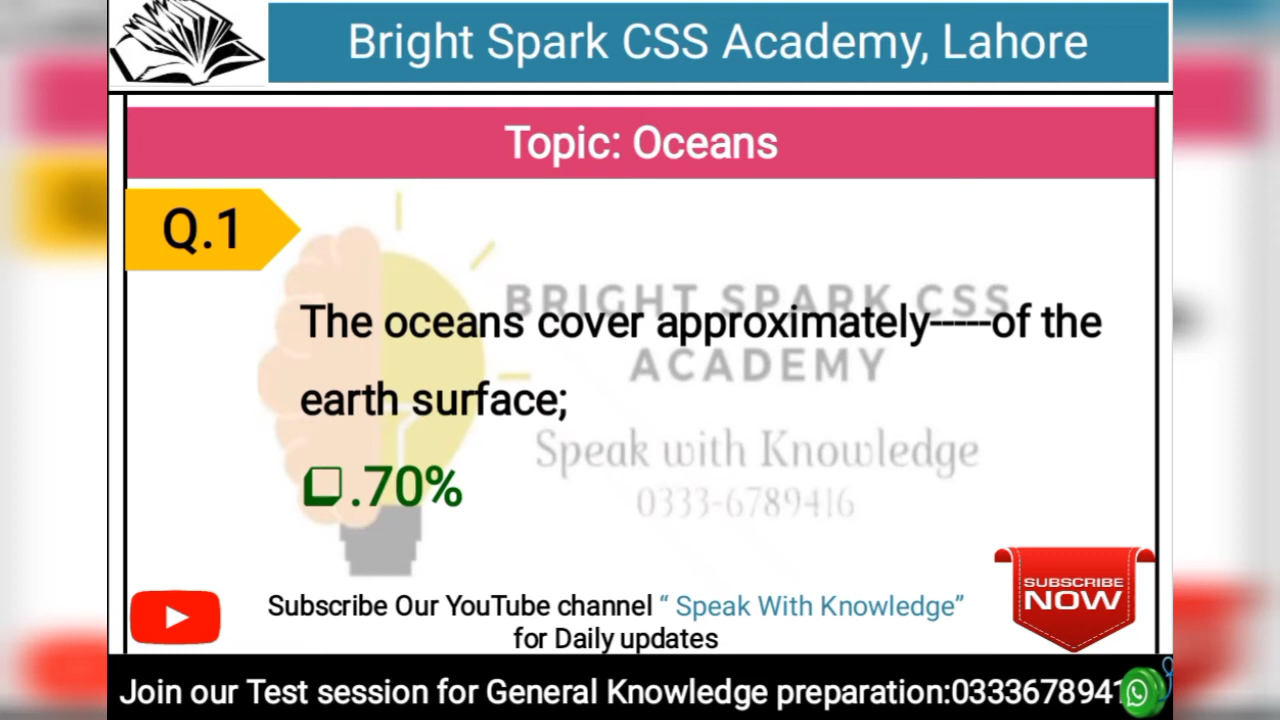 Bright Spark CSS Academy, Lahore
Topic: Oceans
Q.1
BRIGHT SPARK CSS
ACADEMY
Speak with Knowledge
0333-6789416
The oceans cover approximately-----of the
earth surface;
.70%
SUBSCRIBE
NOW
Subscribe Our YouTube channel “ Speak With Knowledge”
for Daily updates
Join our Test session for General Knowledge preparation:0333678941